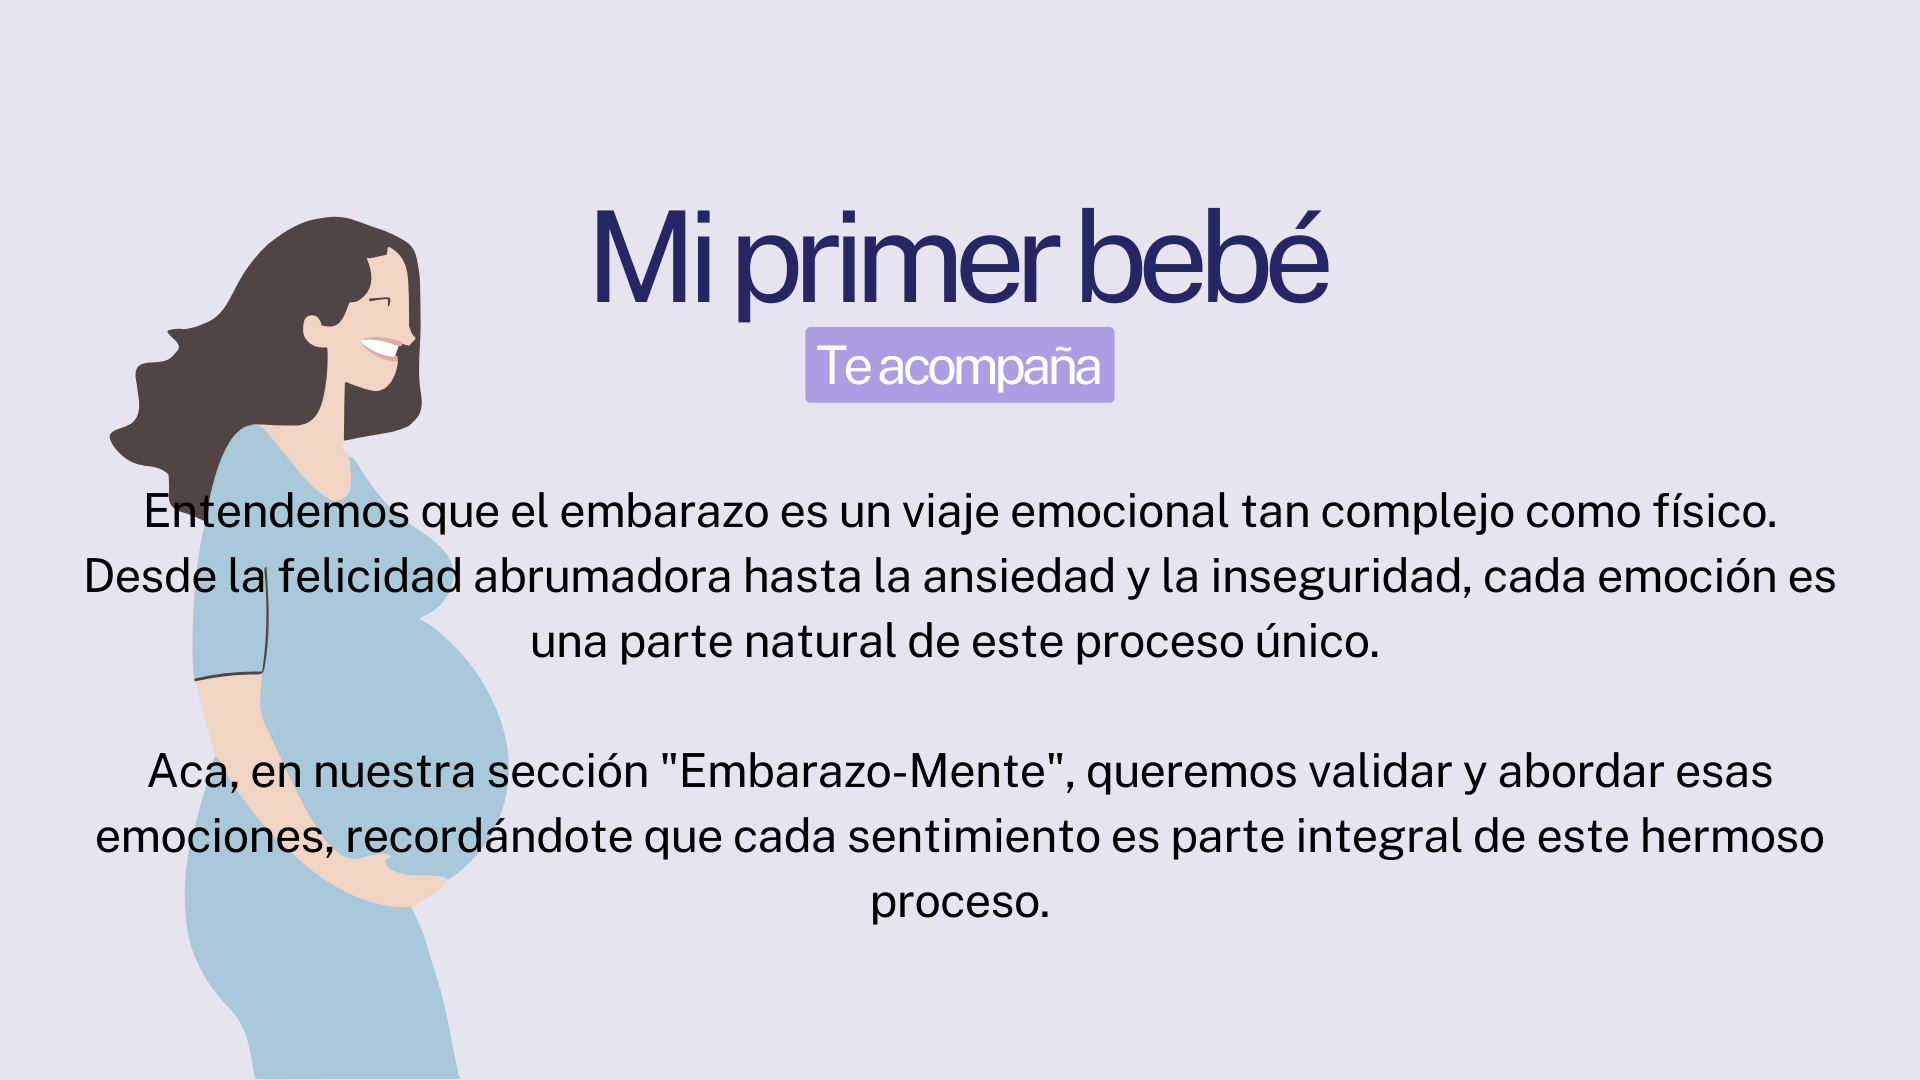 Mi primer bebé
Te acompaña
Entendemos que el embarazo es un viaje emocional tan complejo como físico.
Desde la felicidad abrumadora hasta la ansiedad y la inseguridad, cada emoción es
una parte natural de este proceso único.
Aca, en nuestra sección "Embarazo-Mente", queremos validar y abordar esas
emociones, recordándote que cada sentimiento es parte integral de este hermoso
proceso.